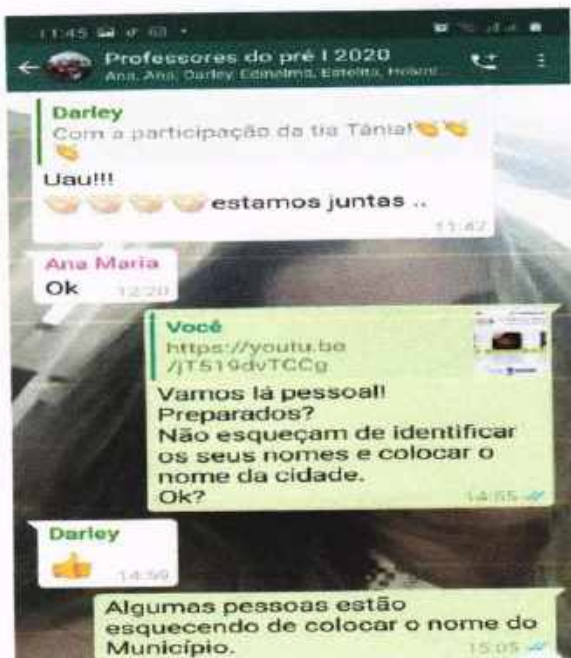 11:45
Professores do pré I 2020
Ana, Ana, Darley, Edinelma, Estelita,
Darley
Com a participação da tia Tânia!👏👏
👏
Uau!!!
🤝🤝🤝🤝 estamos juntas ..
11:47
Ana Maria
Ok 12:20
Você
https://youtu.be
/jT519dvTCCg
Vamos lá pessoal!
Preparados?
Não esqueçam de identificar
os seus nomes e colocar o
nome da cidade.
Ok? 14:55
Darley
👍 14:59
Algumas pessoas estão
esquecendo de colocar o nome do
Município. 15:05